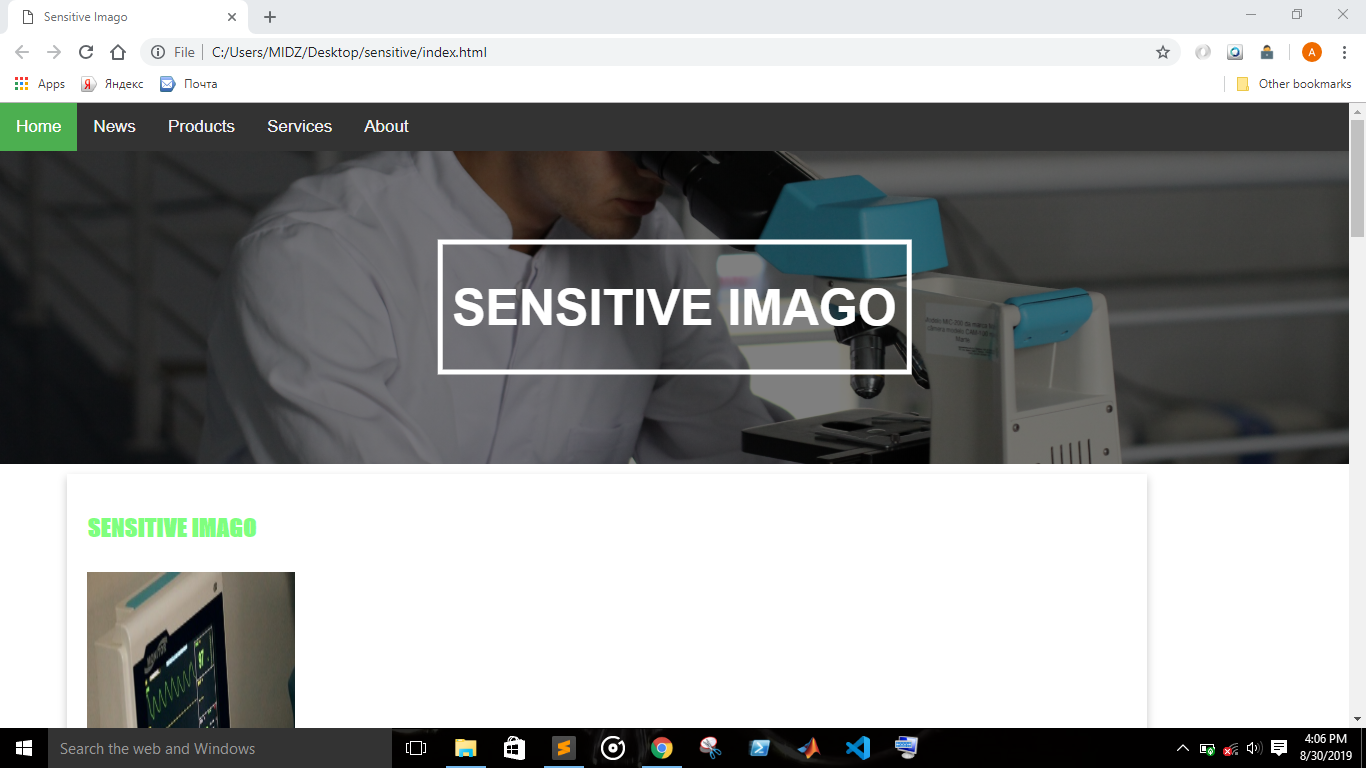 Sensitive Imago
File
C:/Users/MIDZ/Desktop/sensitive/index.html
A
Apps
Яндекс
Почта
Other bookmarks
Home
News
Products
Services
About
SENSITIVE IMAGO
SENSITIVE IMAGO
97
Search the web and Windows
4:06 PM
8/30/2019